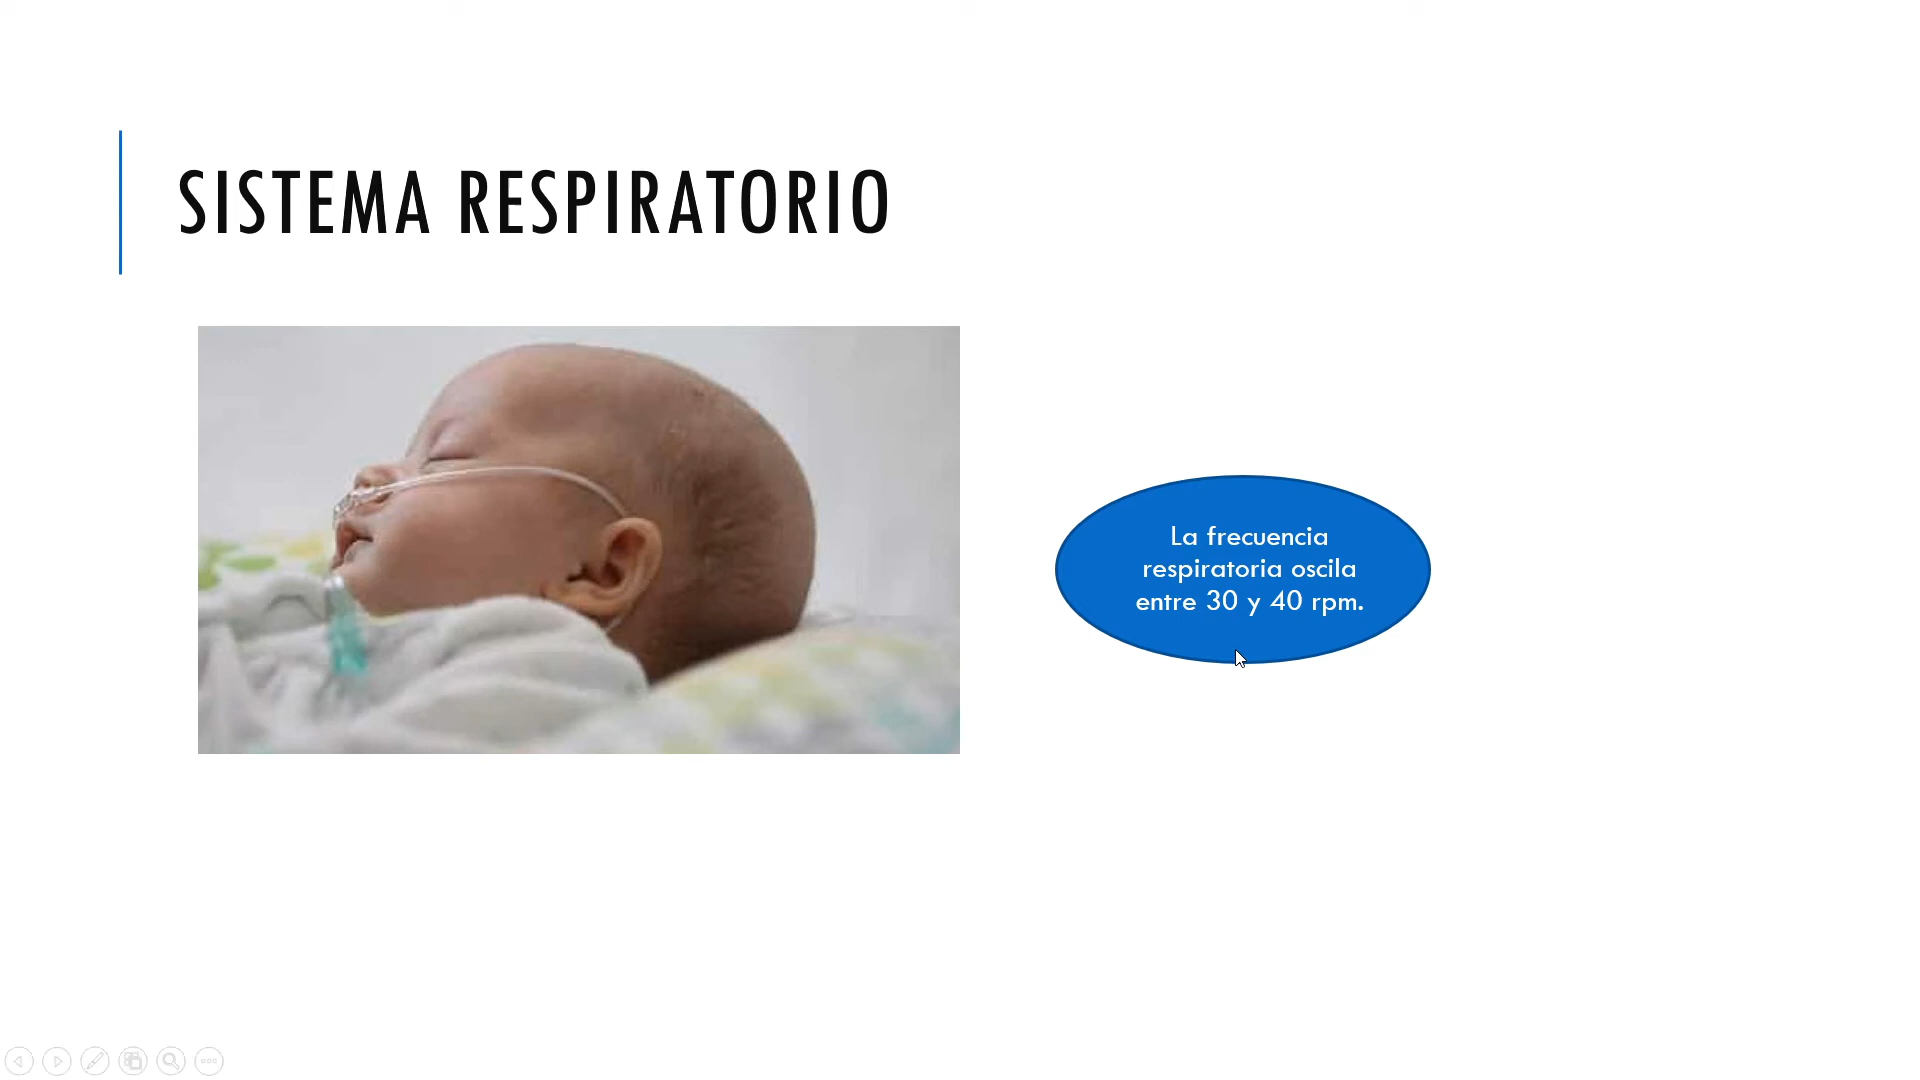 SISTEMA RESPIRATORIO
La frecuencia
respiratoria oscila
entre 30 y 40 rpm.